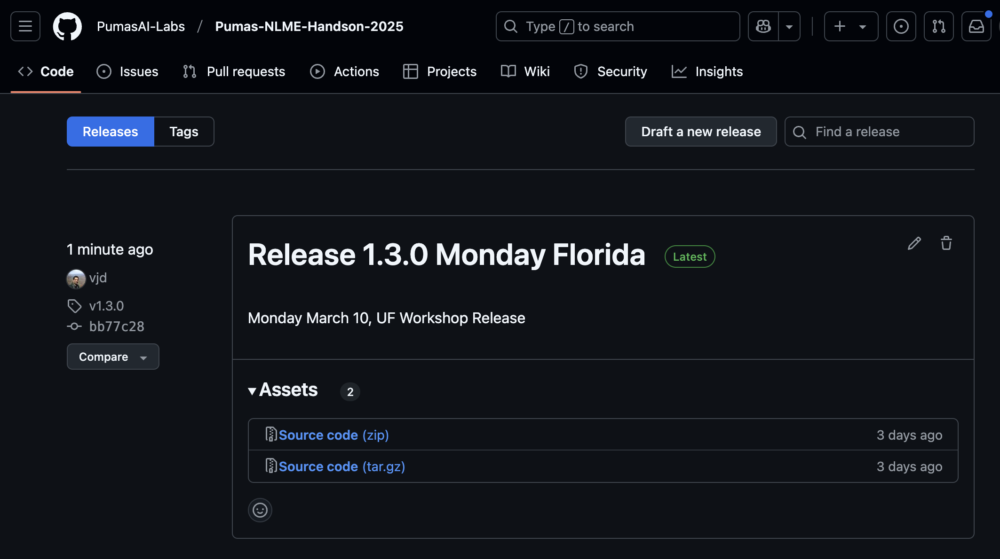 PumasAI-Labs / Pumas-NLME-Handson-2025
Type / to search
Code Issues Pull requests Actions Projects Wiki Security Insights
Releases Tags
Draft a new release
Find a release
1 minute ago
vjd
v1.3.0
bb77c28
Compare
Release 1.3.0 Monday Florida Latest
Monday March 10, UF Workshop Release
Assets 2
Source code (zip) 3 days ago
Source code (tar.gz) 3 days ago